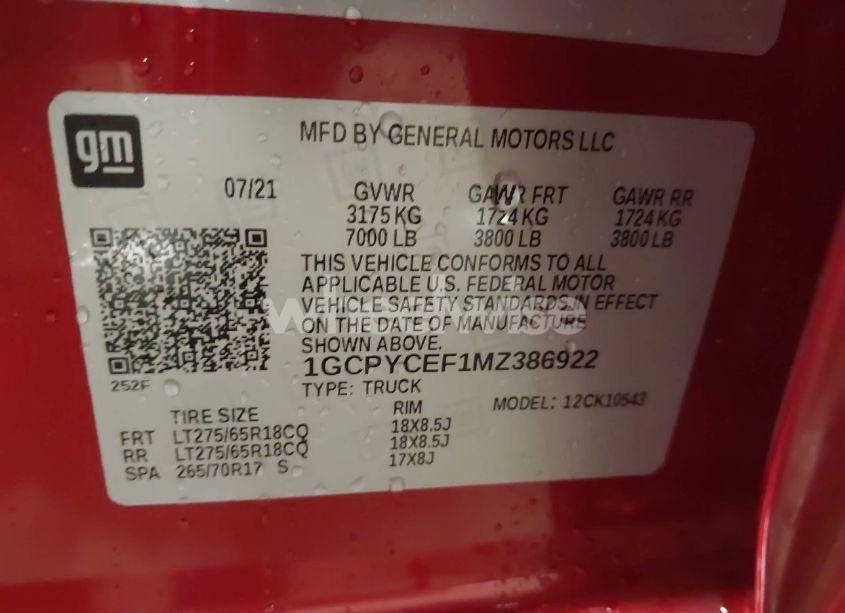 gm
MFD BY GENERAL MOTORS LLC
07/21
GVWR GAWR FRT GAWR RR
3175 KG 1724 KG 1724 KG
7000 LB 3800 LB 3800 LB
THIS VEHICLE CONFORMS TO ALL
APPLICABLE U.S. FEDERAL MOTOR
VEHICLE SAFETY STANDARDS IN EFFECT
ON THE DATE OF MANUFACTURE
SHOWN ABOVE.
1GCPYCEF1MZ386922
252F
TYPE: TRUCK MODEL: 12CK10543
TIRE SIZE RIM
FRT LT275/65R18CQ 18X8.5J
RR LT275/65R18CQ 18X8.5J
SPA 265/70R17 S 17X8J